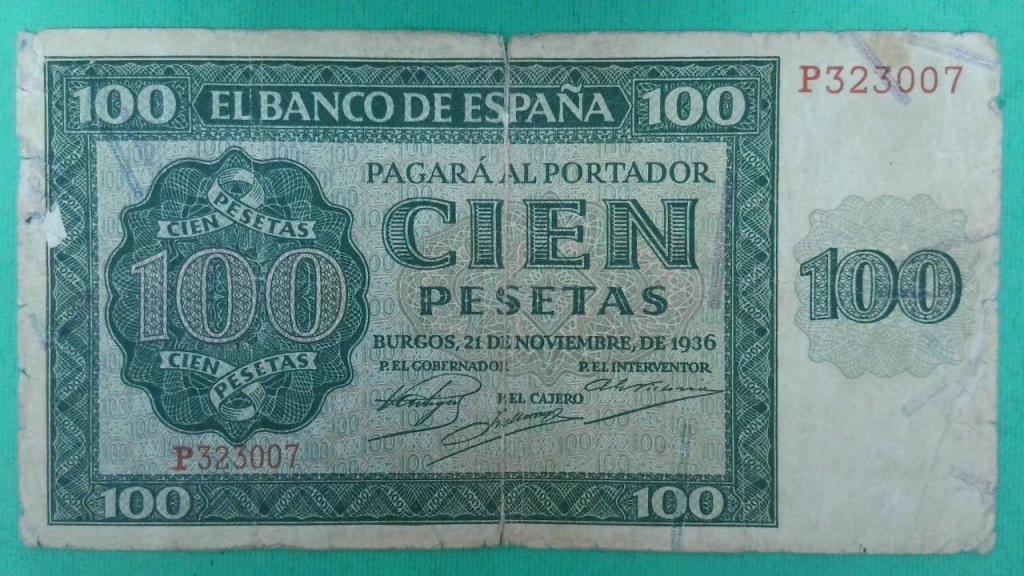 100 EL BANCO DE ESPAÑA 100
P323007
PAGARÁ AL PORTADOR
CIEN
PESETAS
BURGOS, 21 DE NOVIEMBRE, DE 1936
P. EL GOBERNADOR
P. EL INTERVENTOR
P. EL CAJERO
CIEN PESETAS
100
CIEN PESETAS
P323007
100
100 100